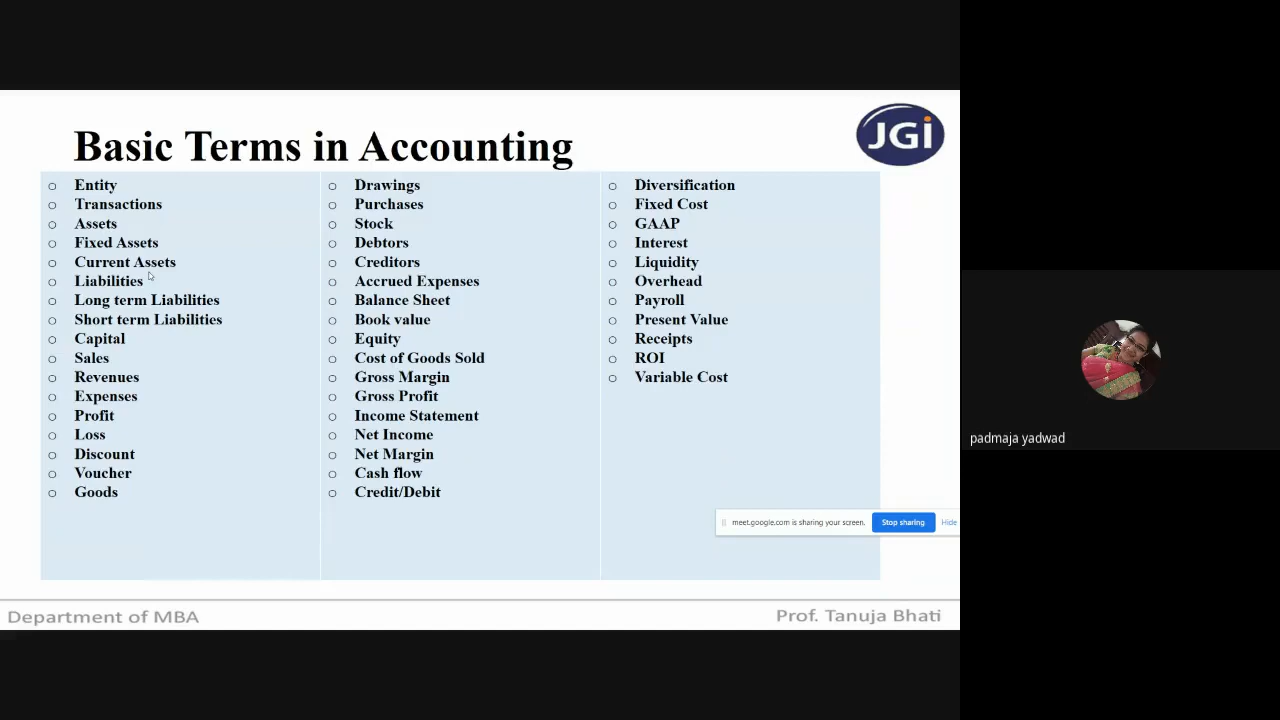 Basic Terms in Accounting
JGi
Entity
Transactions
Assets
Fixed Assets
Current Assets
Liabilities
Long term Liabilities
Short term Liabilities
Capital
Sales
Revenues
Expenses
Profit
Loss
Discount
Voucher
Goods
Drawings
Purchases
Stock
Debtors
Creditors
Accrued Expenses
Balance Sheet
Book value
Equity
Cost of Goods Sold
Gross Margin
Gross Profit
Income Statement
Net Income
Net Margin
Cash flow
Credit/Debit
Diversification
Fixed Cost
GAAP
Interest
Liquidity
Overhead
Payroll
Present Value
Receipts
ROI
Variable Cost
meet.google.com is sharing your screen. Stop sharing Hide
Department of MBA
Prof. Tanuja Bhati
padmaja yadwad